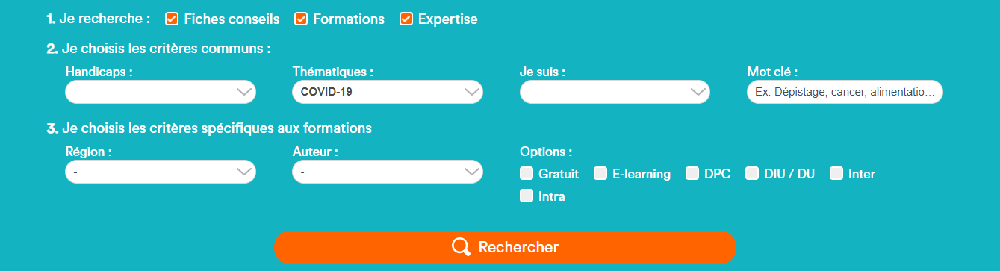 1. Je recherche : Fiches conseils Formations Expertise
2. Je choisis les critères communs :
Handicaps : Thématiques : Je suis : Mot clé :
- COVID-19 - Ex. Dépistage, cancer, alimentatio...
3. Je choisis les critères spécifiques aux formations
Région : Auteur : Options :
- - Gratuit E-learning DPC DIU / DU Inter
Intra
Rechercher